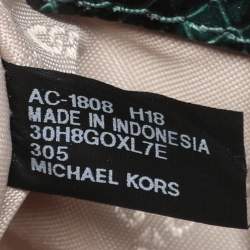 AC-1808 H18
MADE IN INDONESIA
30H8GOXL7E
305
MICHAEL KORS